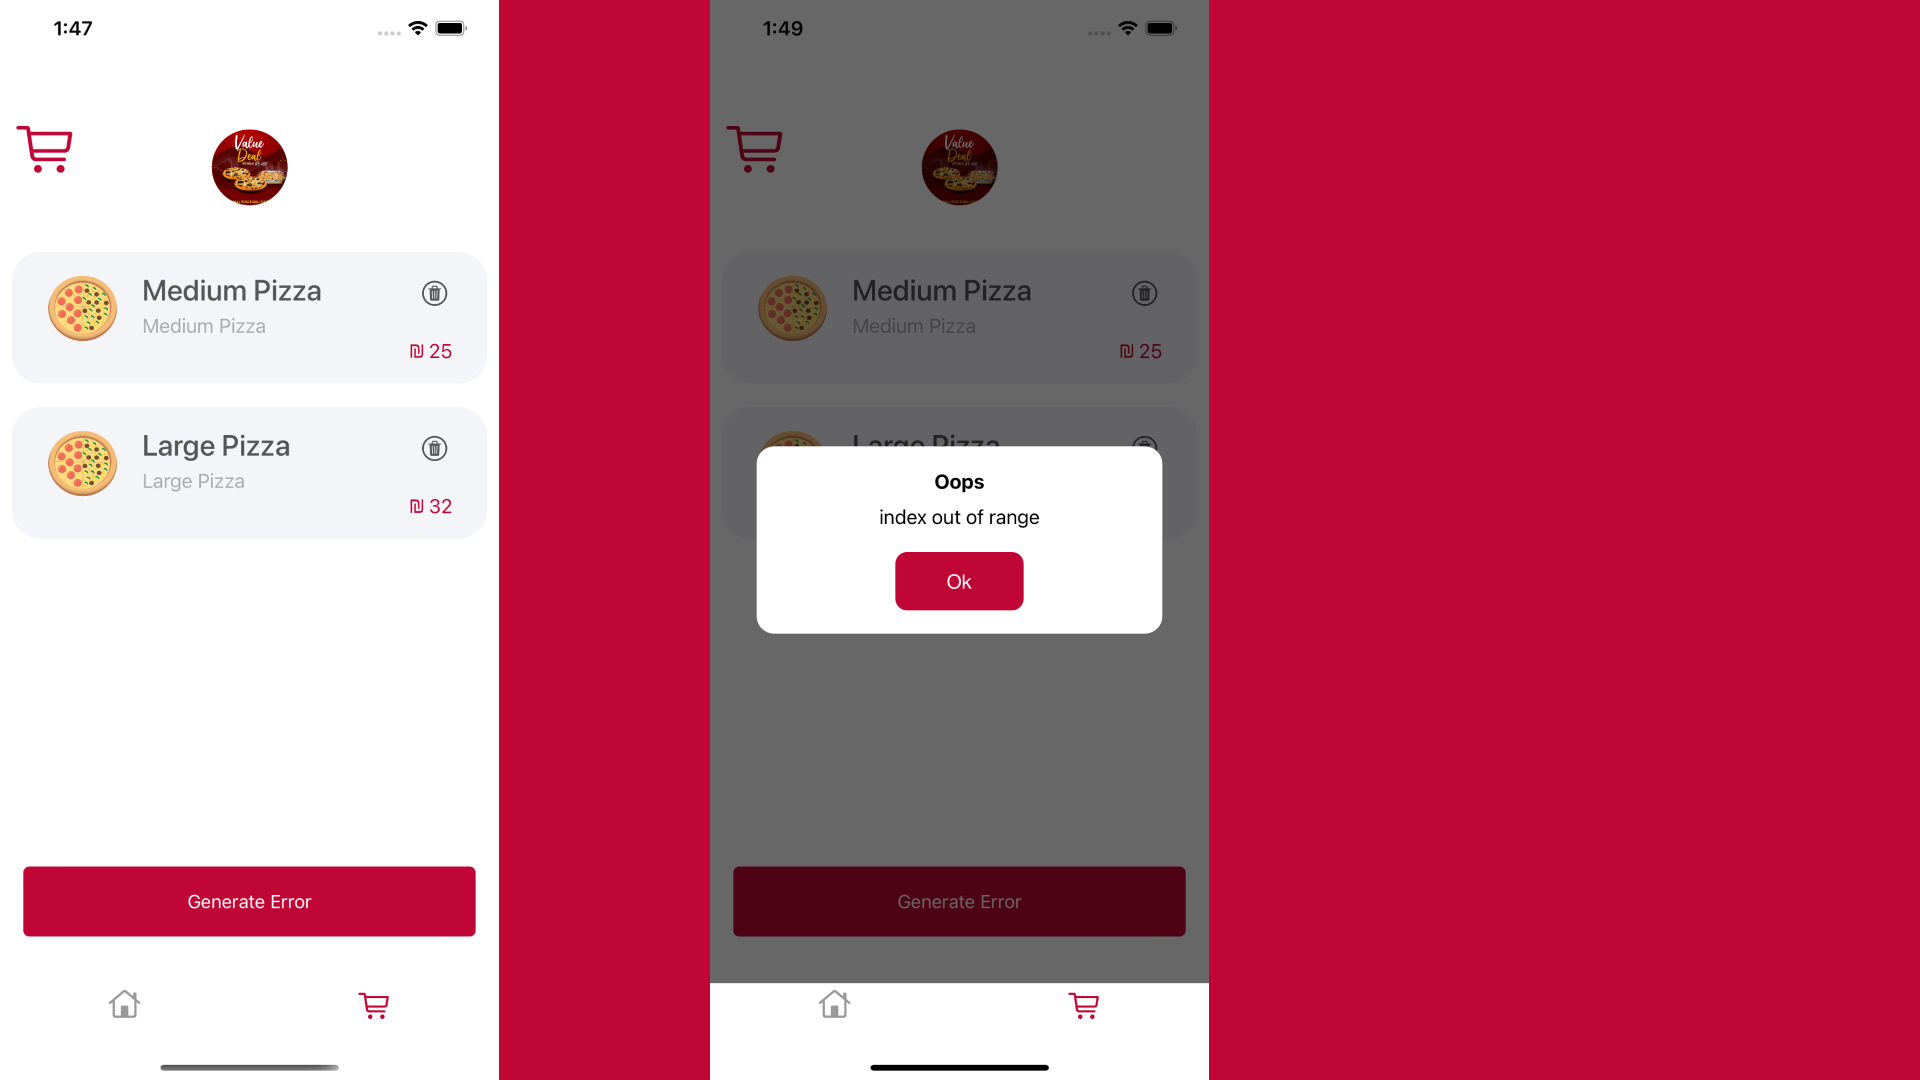 1:47
Value
Deal
Medium Pizza
Medium Pizza
₪ 25
Large Pizza
Large Pizza
₪ 32
Generate Error
1:49
Value
Deal
Medium Pizza
Medium Pizza
₪ 25
Large Pizza
Oops
index out of range
Ok
Generate Error